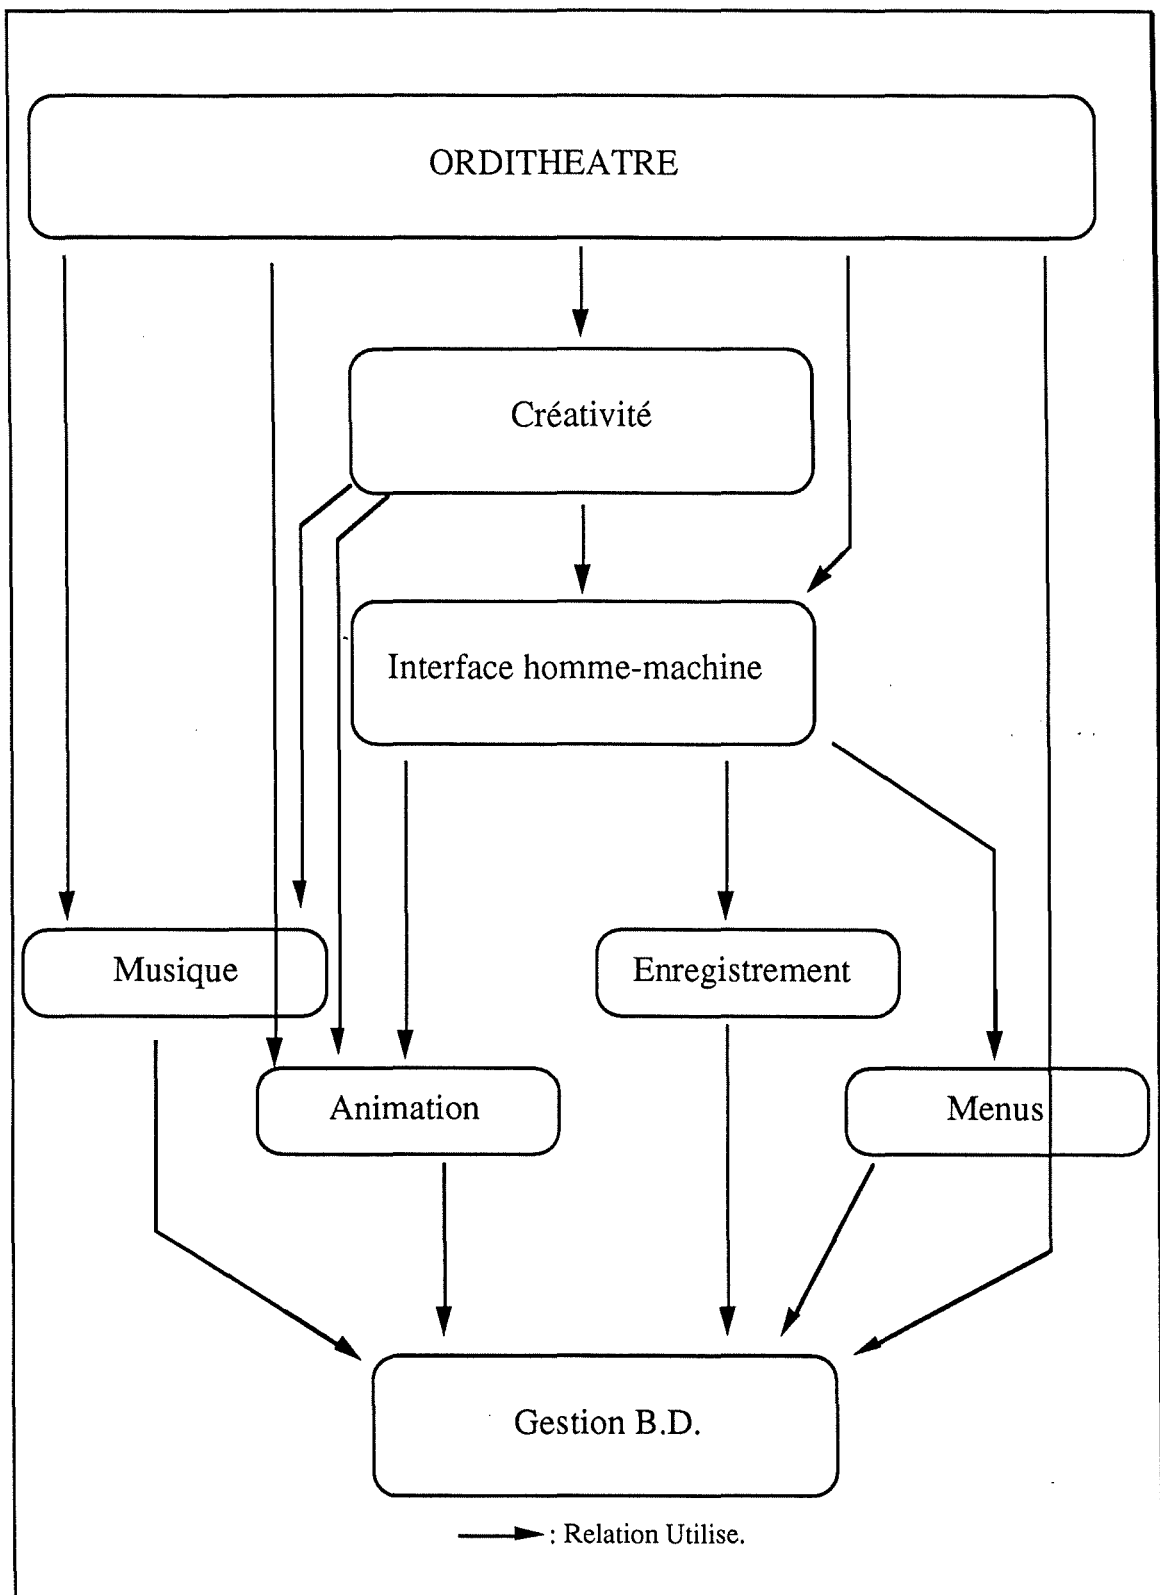 ORDITHEATRE
Créativité
Interface homme-machine
Musique
Enregistrement
Animation
Menus
Gestion B.D.
: Relation Utilise.